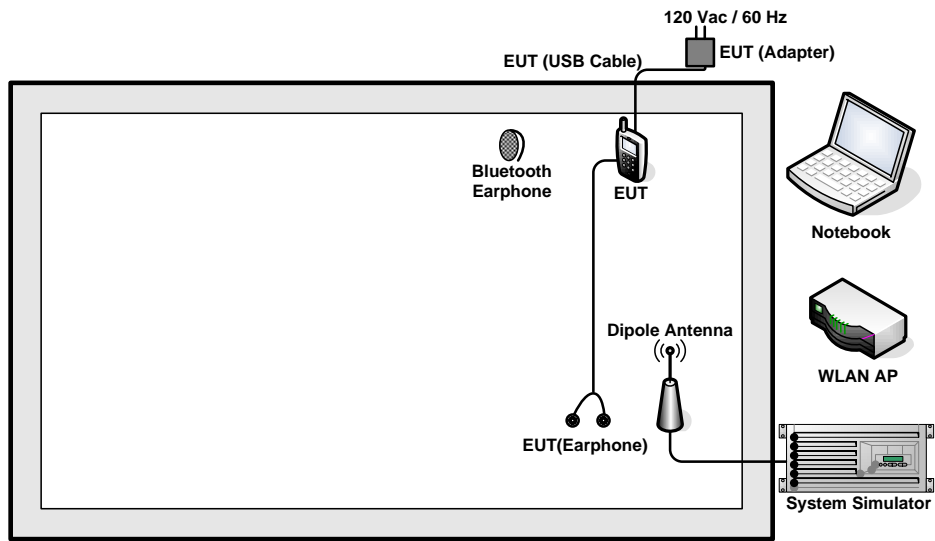 120 Vac / 60 Hz
EUT (USB Cable)
EUT (Adapter)
Bluetooth
Earphone
EUT
Notebook
Dipole Antenna
WLAN AP
EUT(Earphone)
System Simulator